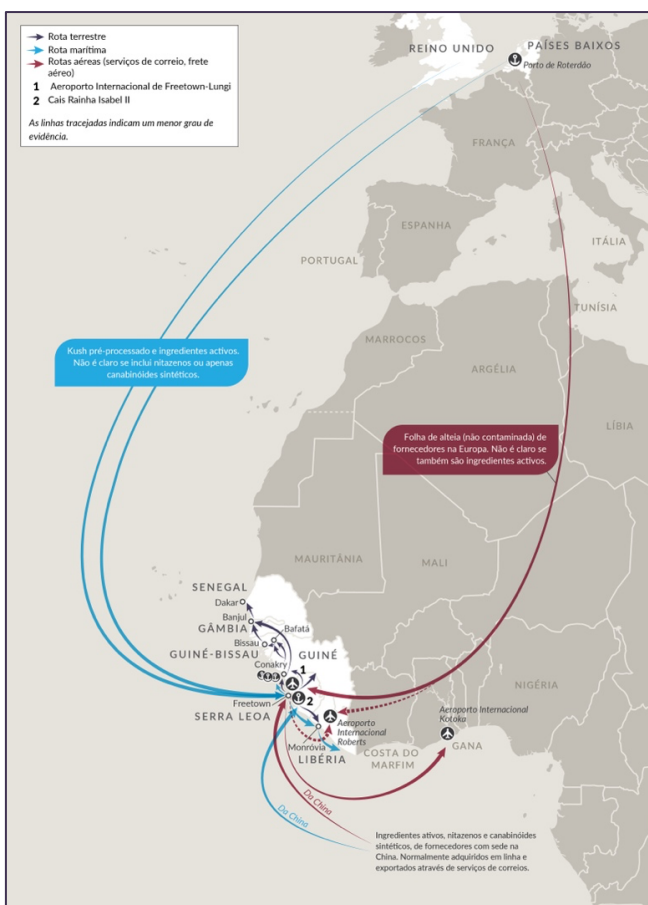 Rota terrestre
Rota marítima
Rotas aéreas (serviços de correio, frete
aéreo)
1 Aeroporto Internacional de Freetown-Lungi
2 Cais Rainha Isabel II
As linhas tracejadas indicam um menor grau de
evidência.
REINO UNIDO
PAÍSES BAIXOS
Porto de Roterdão
FRANÇA
ESPANHA
PORTUGAL
ITÁLIA
TUNÍSIA
MARROCOS
ARGÉLIA
LÍBIA
Kush pré-processado e ingredientes activos.
Não é claro se inclui nitazenos ou apenas
canabinóides sintéticos.
Folha de alteia (não contaminada) de
fornecedores na Europa. Não é claro se
também são ingredientes activos.
MAURITÂNIA
MALI
SENEGAL
Dakar
Banjul
GÂMBIA
Bafatá
Bissau
GUINÉ-BISSAU
GUINÉ
Conakry
1
NIGÉRIA
Freetown
2
SERRA LEOA
Aeroporto
Internacional
Roberts
Aeroporto Internacional
Kotoka
Monróvia
LIBÉRIA
COSTA DO
MARFIM
GANA
Da China
Da China
Ingredientes ativos, nitazenos e canabinóides
sintéticos, de fornecedores com sede na
China. Normalmente adquiridos em linha e
exportados através de serviços de correios.